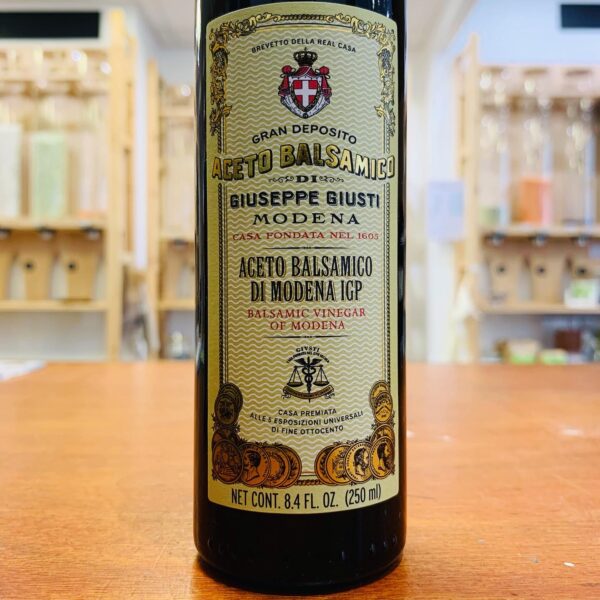 BREVETTO DELLA REAL CASA
GRAN DEPOSITO
ACETO BALSAMICO
DI
GIUSEPPE GIUSTI
MODENA
CASA FONDATA NEL 1605
ACETO BALSAMICO
DI MODENA IGP
BALSAMIC VINEGAR
OF MODENA
GIUSTI
CASA PREMIATA
ALLE 5 ESPOSIZIONI UNIVERSALI
DI FINE OTTOCENTO
NET CONT. 8.4 FL. OZ. (250 ml)